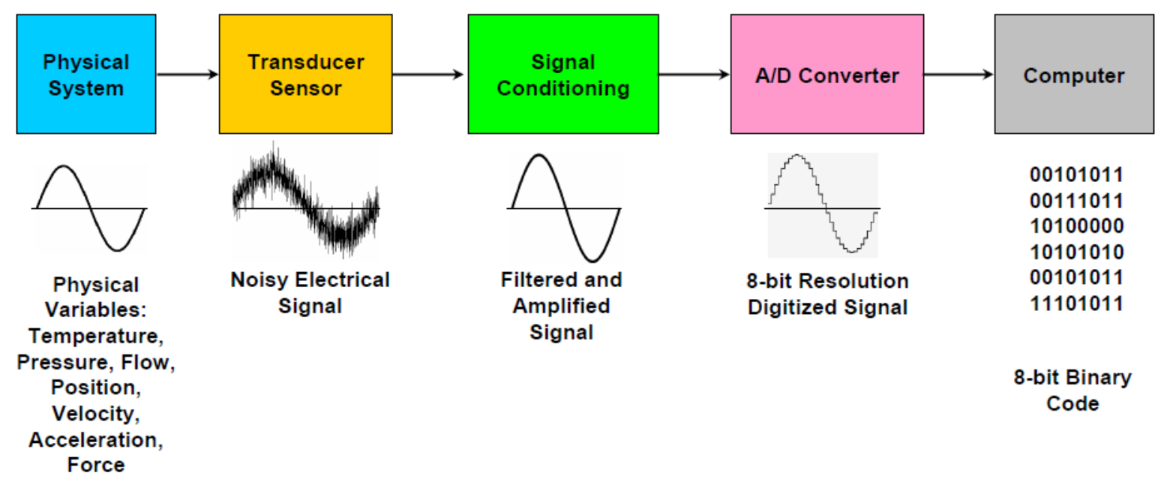 Physical
System
Transducer
Sensor
Signal
Conditioning
A/D Converter
Computer
Physical
Variables:
Temperature,
Pressure, Flow,
Position,
Velocity,
Acceleration,
Force
Noisy Electrical
Signal
Filtered and
Amplified
Signal
8-bit Resolution
Digitized Signal
00101011
00111011
10100000
10101010
00101011
11101011
8-bit Binary
Code